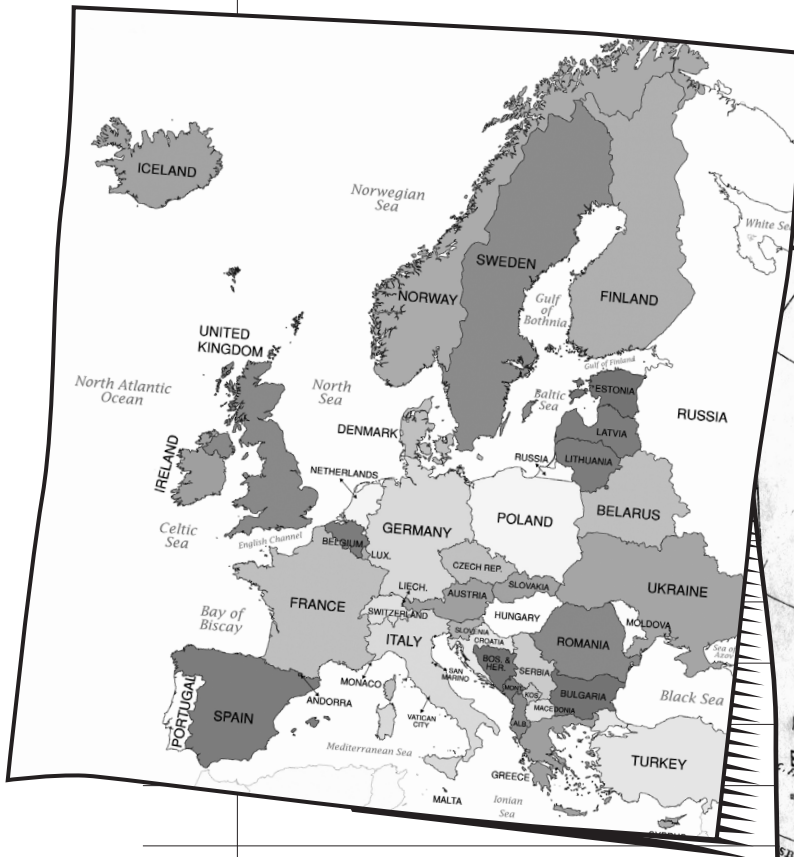 ICELAND
Norwegian
Sea
White Se
SWEDEN
NORWAY
FINLAND
Gulf
of
Bothnia
UNITED
KINGDOM
Gulf of Finland
North Atlantic
Ocean
North
Sea
ESTONIA
Baltic
Sea
RUSSIA
DENMARK
LATVIA
IRELAND
RUSSIA
LITHUANIA
NETHERLANDS
Celtic
Sea
English Channel
GERMANY
POLAND
BELARUS
BELGIUM
LUX.
CZECH REP.
LIECH.
SLOVAKIA
UKRAINE
AUSTRIA
FRANCE
SWITZERLAND
HUNGARY
MOLDOVA
Bay of
Biscay
ITALY
SLOVENIA
CROATIA
ROMANIA
Sea of
Azov
BOS. &
HER.
SERBIA
SAN
MARINO
MONACO
MONT.
KOS.
BULGARIA
Black Sea
ANDORRA
PORTUGAL
SPAIN
VATICAN
CITY
MACEDONIA
ALB.
Mediterranean Sea
TURKEY
GREECE
MALTA
Ionian
Sea